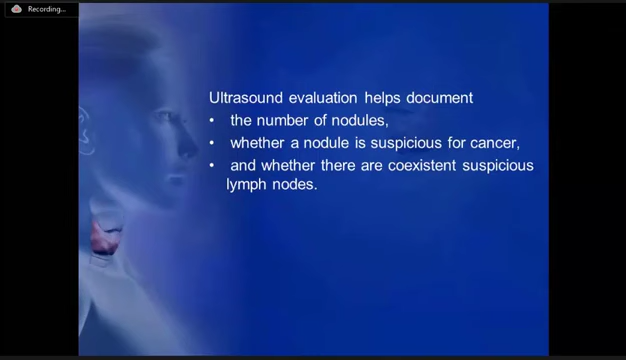 Recording...
Ultrasound evaluation helps document
• the number of nodules,
• whether a nodule is suspicious for cancer,
• and whether there are coexistent suspicious
lymph nodes.